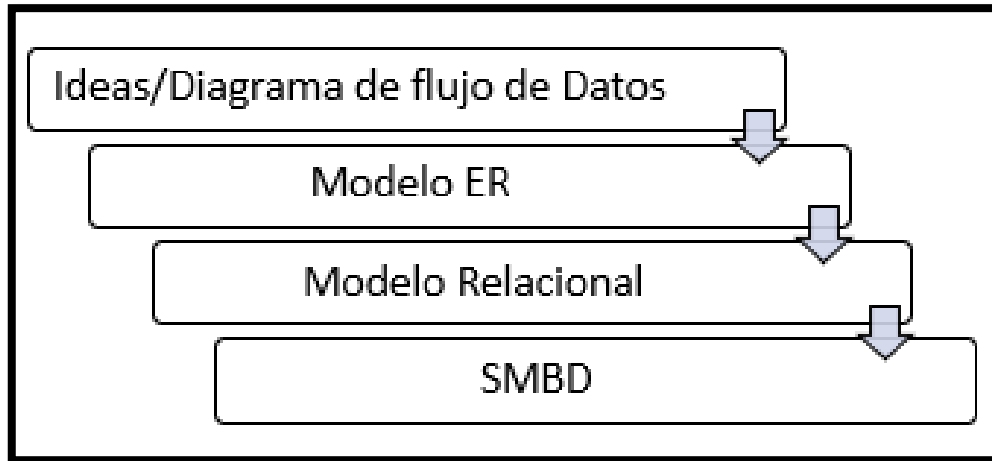 Ideas/Diagrama de flujo de Datos
Modelo ER
Modelo Relacional
SMBD